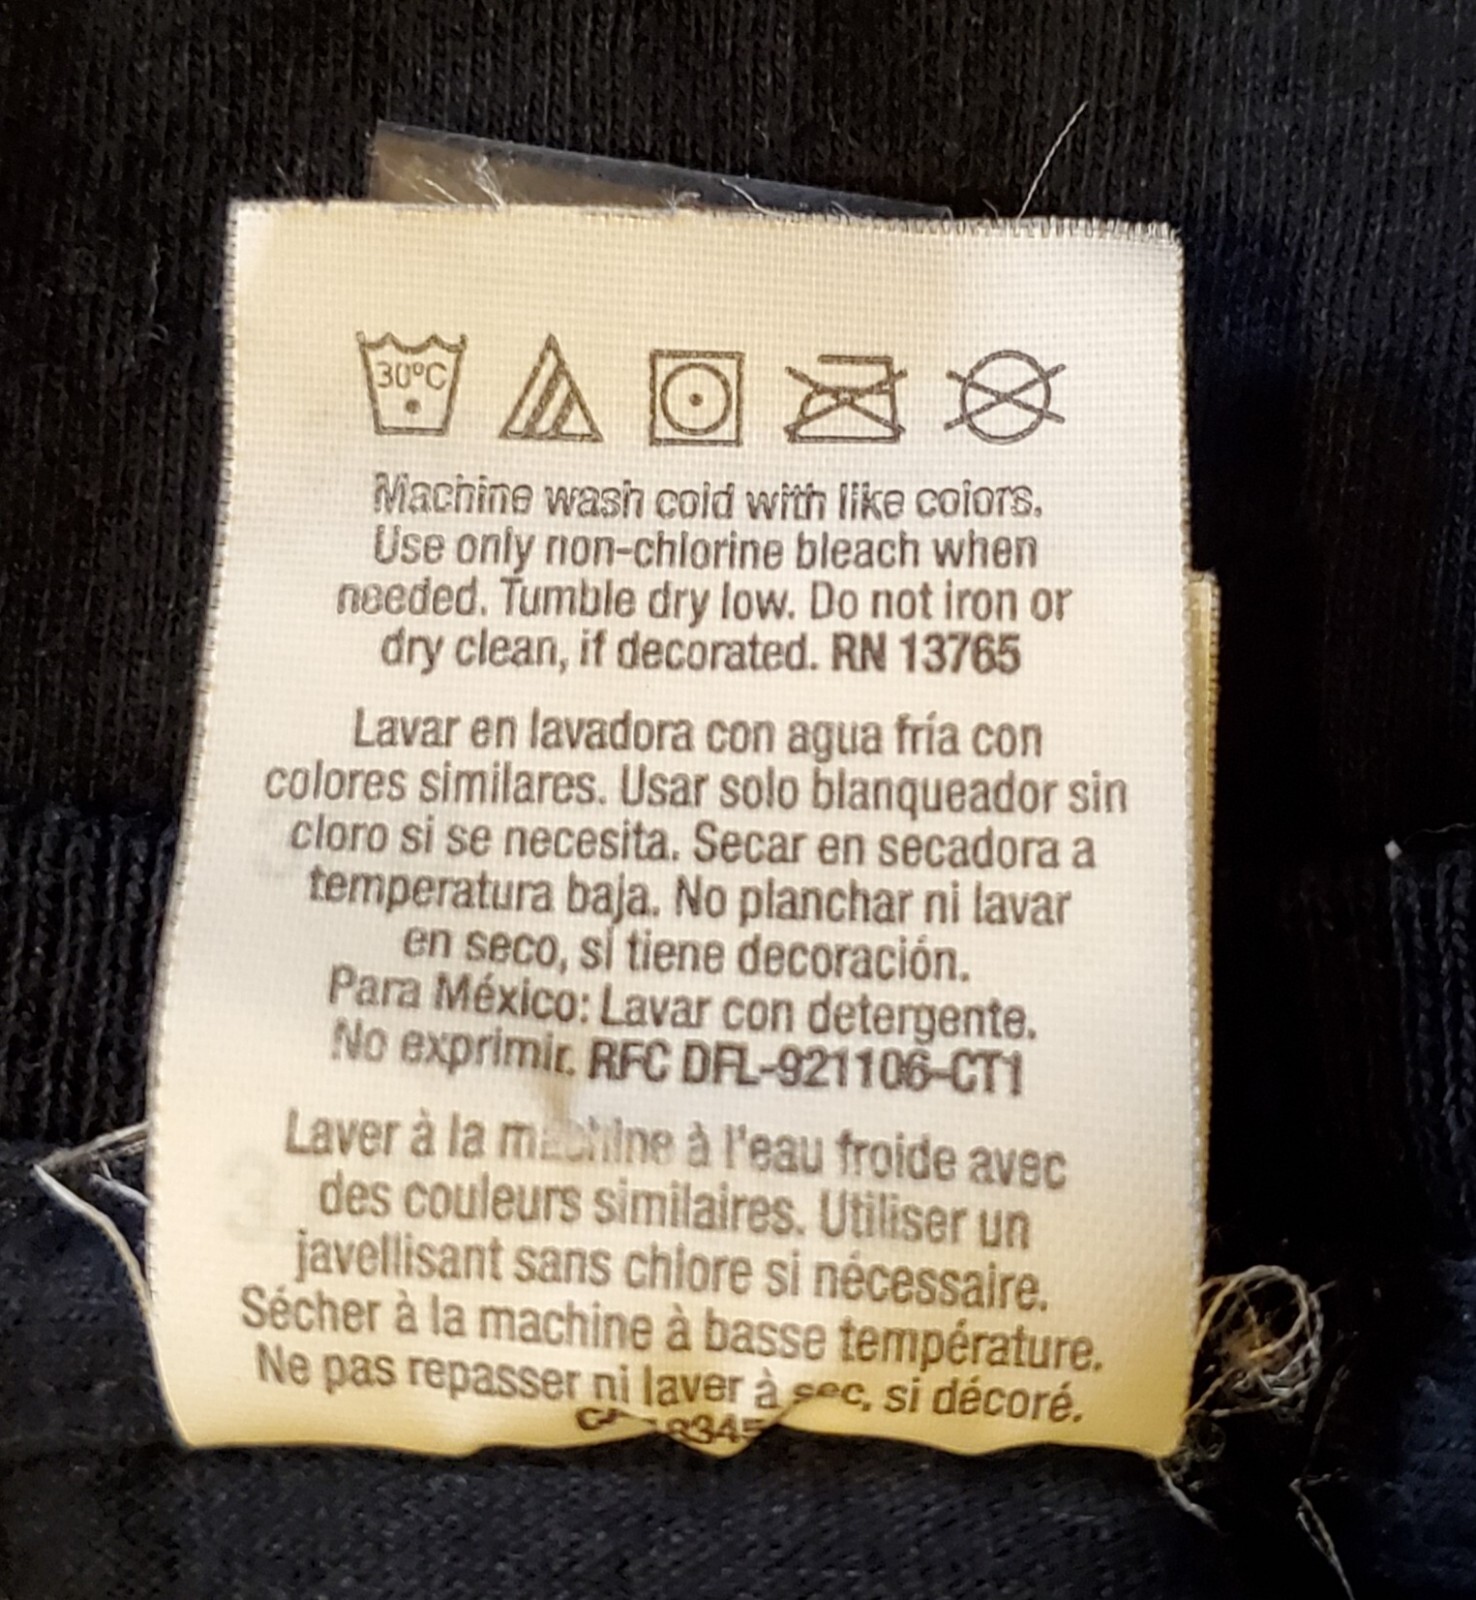 30°C
Machine wash cold with like colors.
Use only non-chlorine bleach when
needed. Tumble dry low. Do not iron or
dry clean, if decorated. RN 13765
Lavar en lavadora con agua fría con
colores similares. Usar solo blanqueador sin
cloro si se necesita. Secar en secadora a
temperatura baja. No planchar ni lavar
en seco, si tiene decoración.
Para México: Lavar con detergente.
No exprimir. RFC DFL-921106-CT1
Laver à la machine à l'eau froide avec
des couleurs similaires. Utiliser un
javellisant sans chlore si nécessaire.
Sécher à la machine à basse température.
Ne pas repasser ni laver à sec, si décoré.